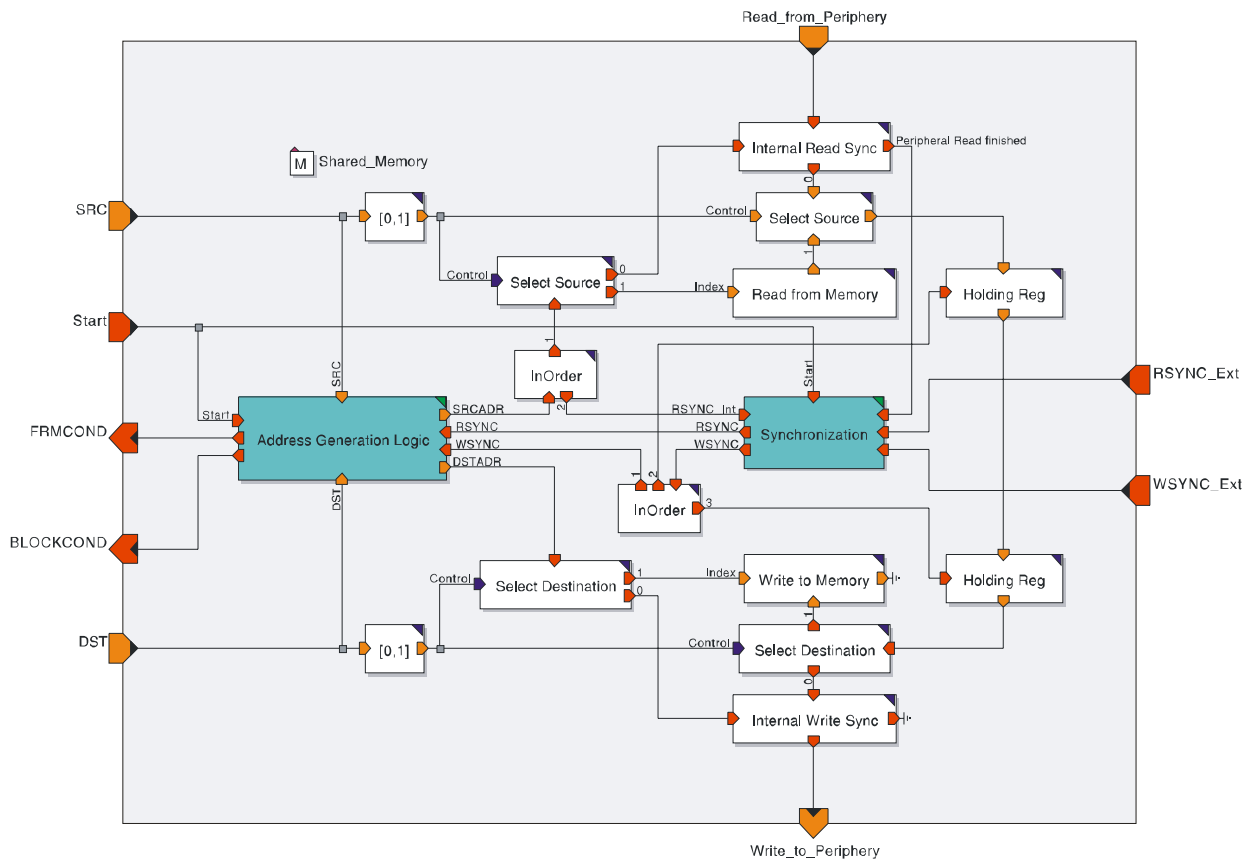 Read_from_Periphery
Internal Read Sync
Peripheral Read finished
M Shared_Memory
0
SRC
[0,1]
Control
Select Source
1
Control
Select Source
0
1
Index
Read from Memory
Holding Reg
Start
1
InOrder
2
SRC
Start
RSYNC_Ext
Start
SRCADR
RSYNC_Int
FRMCOND
Address Generation Logic
RSYNC
RSYNC
Synchronization
WSYNC
WSYNC
DSTADR
DST
1
2
WSYNC_Ext
InOrder
3
BLOCKCOND
Control
Select Destination
1
0
Index
Write to Memory
Holding Reg
1
DST
[0,1]
Control
Select Destination
0
Internal Write Sync
Write_to_Periphery